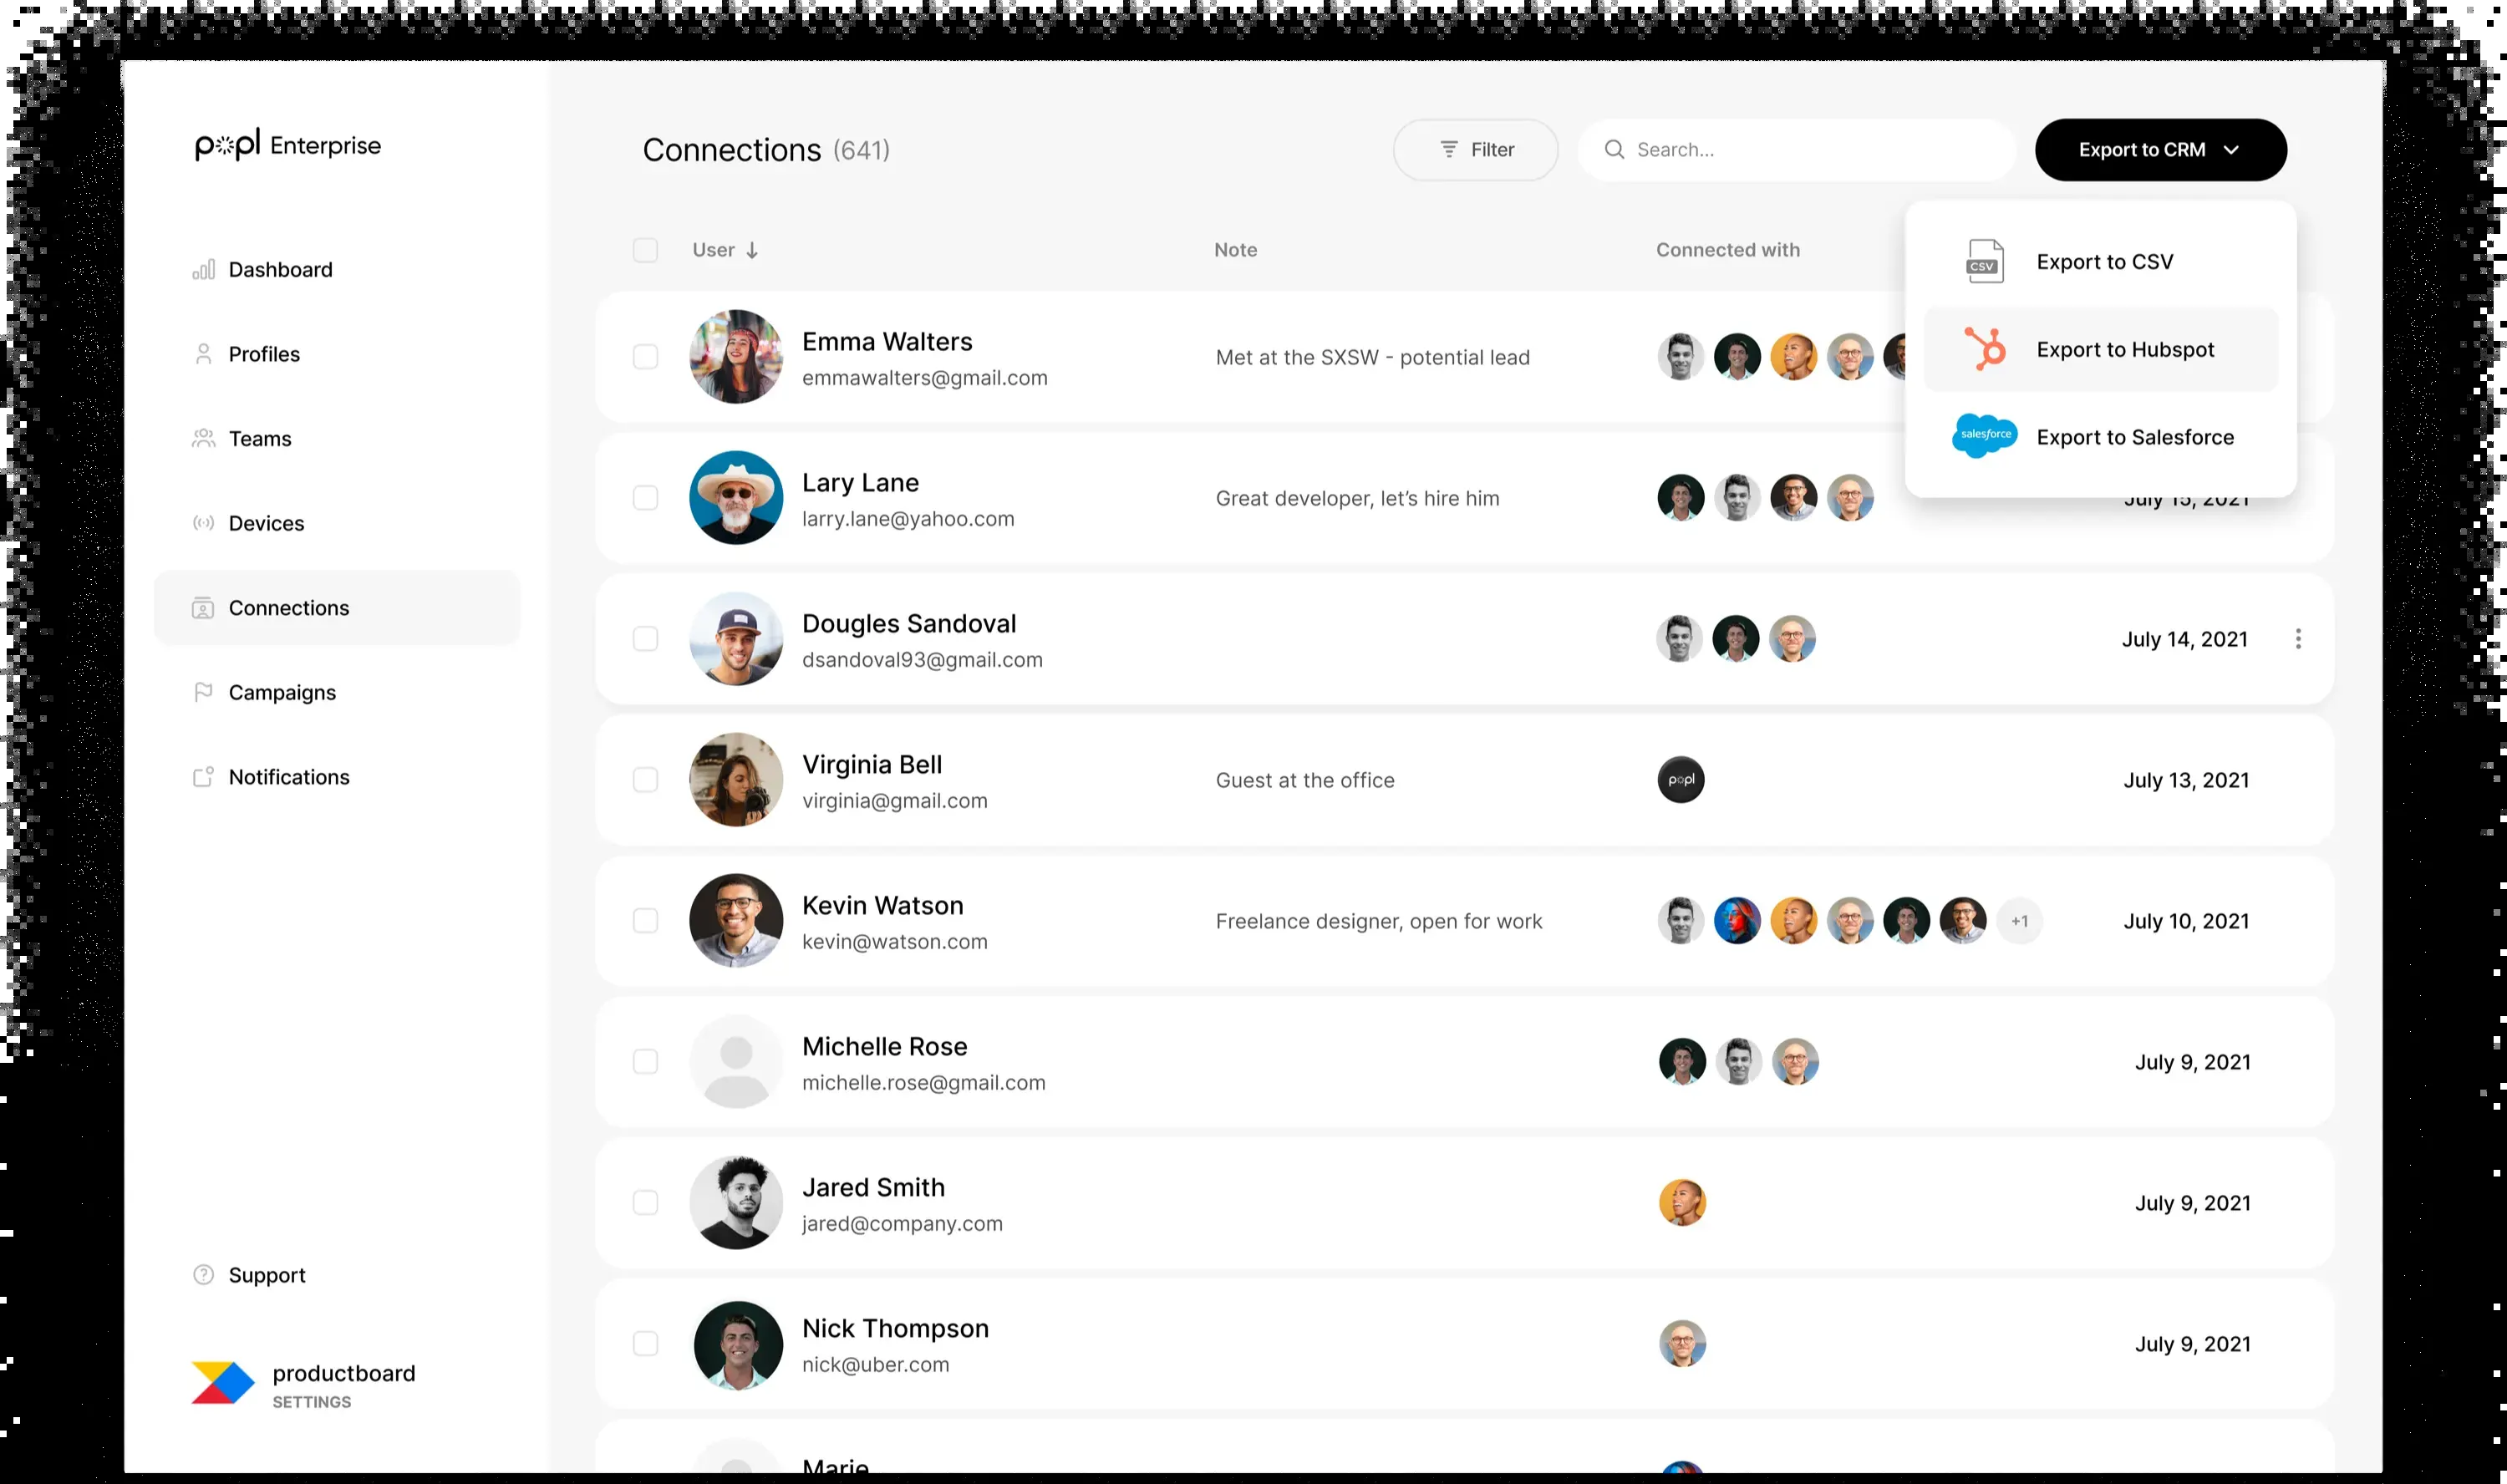 popl Enterprise
Dashboard
Profiles
Teams
Devices
Connections
Campaigns
Notifications
Support
productboard
SETTINGS
Connections (641)
Filter
Search...
Export to CRM
CSV
Export to CSV
Export to Hubspot
salesforce
Export to Salesforce
User
Note
Connected with
Emma Walters
emmawalters@gmail.com
Met at the SXSW - potential lead
Lary Lane
larry.lane@yahoo.com
Great developer, let’s hire him
July 15, 2021
Dougles Sandoval
dsandoval93@gmail.com
July 14, 2021
Virginia Bell
virginia@gmail.com
Guest at the office
popl
July 13, 2021
Kevin Watson
kevin@watson.com
Freelance designer, open for work
+1
July 10, 2021
Michelle Rose
michelle.rose@gmail.com
July 9, 2021
Jared Smith
jared@company.com
July 9, 2021
Nick Thompson
nick@uber.com
July 9, 2021
Marie